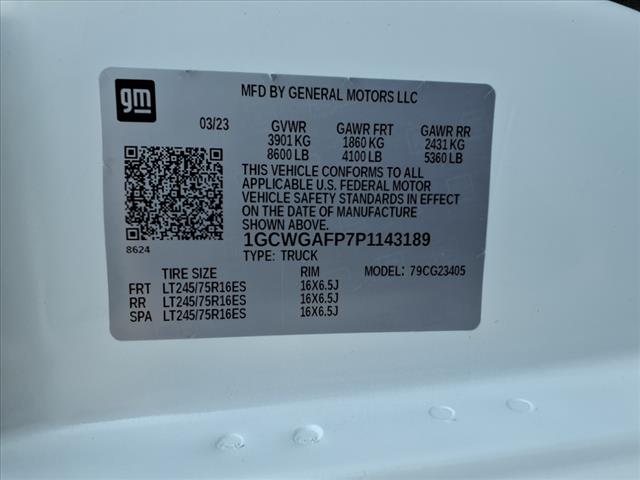 gm
MFD BY GENERAL MOTORS LLC
03/23 GVWR GAWR FRT GAWR RR
3901 KG 1860 KG 2431 KG
8600 LB 4100 LB 5360 LB
THIS VEHICLE CONFORMS TO ALL
APPLICABLE U.S. FEDERAL MOTOR
VEHICLE SAFETY STANDARDS IN EFFECT
ON THE DATE OF MANUFACTURE
SHOWN ABOVE.
8624
1GCWGAFP7P1143189
TYPE: TRUCK
TIRE SIZE RIM MODEL: 79CG23405
FRT LT245/75R16ES 16X6.5J
RR LT245/75R16ES 16X6.5J
SPA LT245/75R16ES 16X6.5J